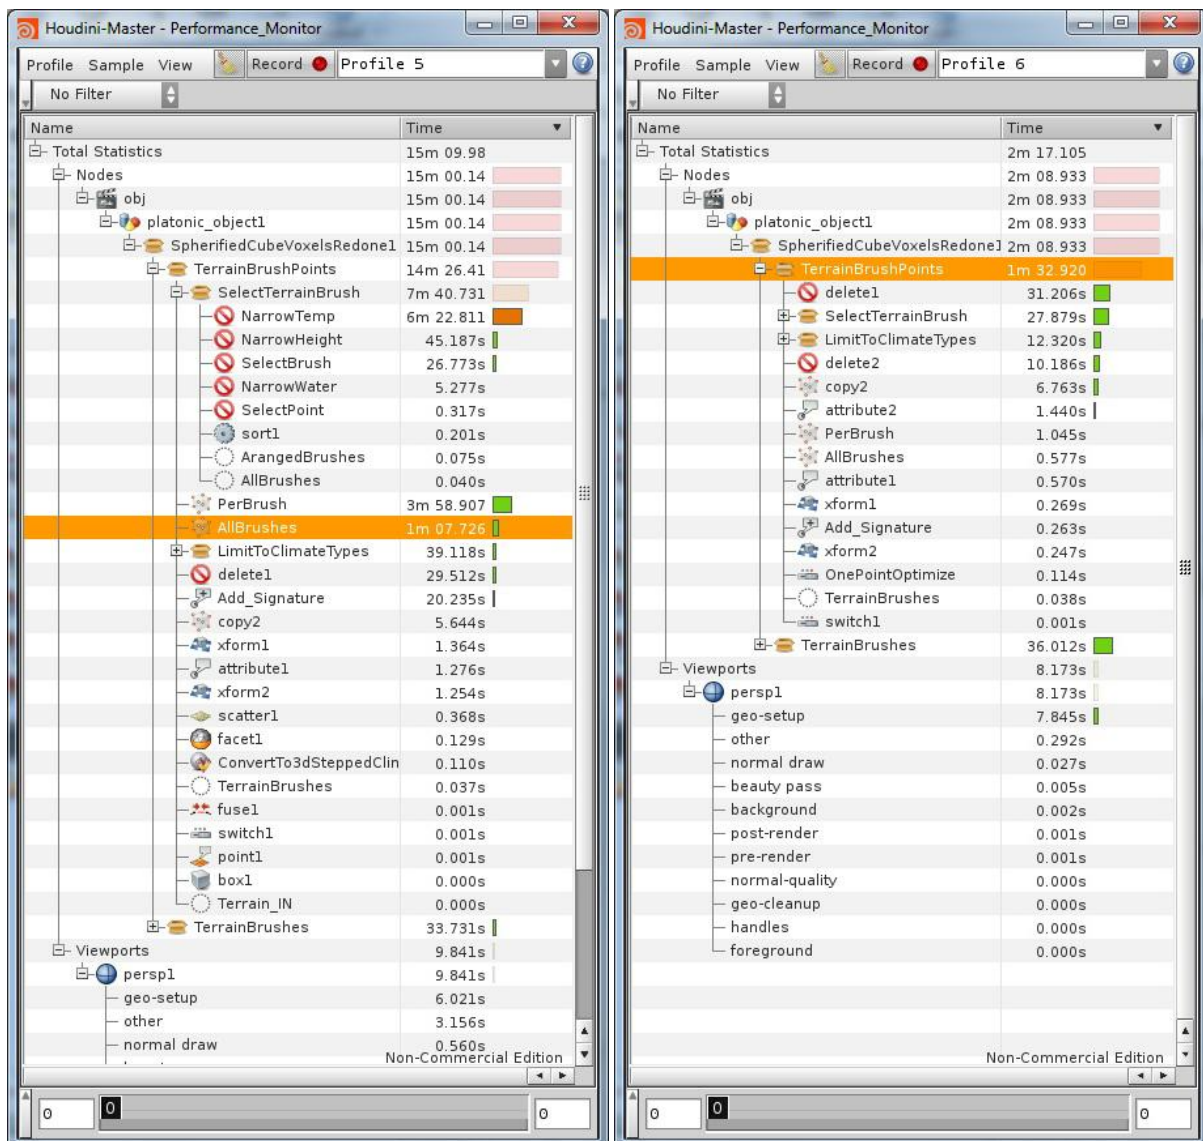 Houdini-Master - Performance_Monitor
Profile Sample View Record Profile 5
No Filter
Name Time
Total Statistics 15m 09.98
Nodes 15m 00.14
obj 15m 00.14
platonic_object1 15m 00.14
SpherifiedCubeVoxelsRedone1 15m 00.14
TerrainBrushPoints 14m 26.41
SelectTerrainBrush 7m 40.731
NarrowTemp 6m 22.811
NarrowHeight 45.187s
SelectBrush 26.773s
NarrowWater 5.277s
SelectPoint 0.317s
sort1 0.201s
ArangedBrushes 0.075s
AllBrushes 0.040s
PerBrush 3m 58.907
AllBrushes 1m 07.726
LimitToClimateTypes 39.118s
delete1 29.512s
Add_Signature 20.235s
copy2 5.644s
xform1 1.364s
attribute1 1.276s
xform2 1.254s
scatter1 0.368s
facet1 0.129s
ConvertTo3dSteppedClin 0.110s
TerrainBrushes 0.037s
fuse1 0.001s
switch1 0.001s
point1 0.001s
box1 0.000s
Terrain_IN 0.000s
TerrainBrushes 33.731s
Viewports 9.841s
persp1 9.841s
geo-setup 6.021s
other 3.156s
normal draw 0.560s
Non-Commercial Edition
0 0 0
Houdini-Master - Performance_Monitor
Profile Sample View Record Profile 6
No Filter
Name Time
Total Statistics 2m 17.105
Nodes 2m 08.933
obj 2m 08.933
platonic_object1 2m 08.933
SpherifiedCubeVoxelsRedone1 2m 08.933
TerrainBrushPoints 1m 32.920
delete1 31.206s
SelectTerrainBrush 27.879s
LimitToClimateTypes 12.320s
delete2 10.186s
copy2 6.763s
attribute2 1.440s
PerBrush 1.045s
AllBrushes 0.577s
attribute1 0.570s
xform1 0.269s
Add_Signature 0.263s
xform2 0.247s
OnePointOptimize 0.114s
TerrainBrushes 0.038s
switch1 0.001s
TerrainBrushes 36.012s
Viewports 8.173s
persp1 8.173s
geo-setup 7.845s
other 0.292s
normal draw 0.027s
beauty pass 0.005s
background 0.002s
post-render 0.001s
pre-render 0.001s
normal-quality 0.000s
geo-cleanup 0.000s
handles 0.000s
foreground 0.000s
Non-Commercial Edition
0 0 0